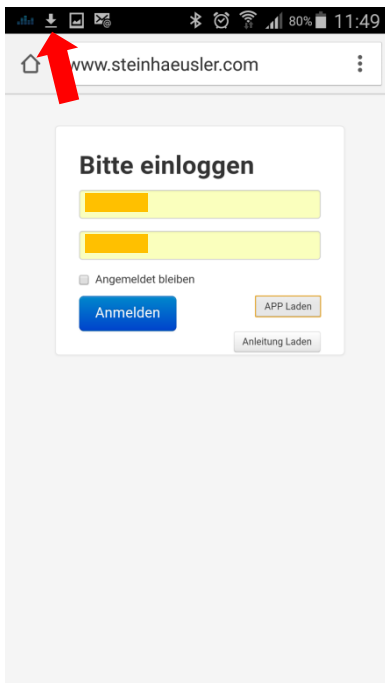 80% 11:49
www.steinhaeusler.com
Bitte einloggen
Angemeldet bleiben
Anmelden
APP Laden
Anleitung Laden